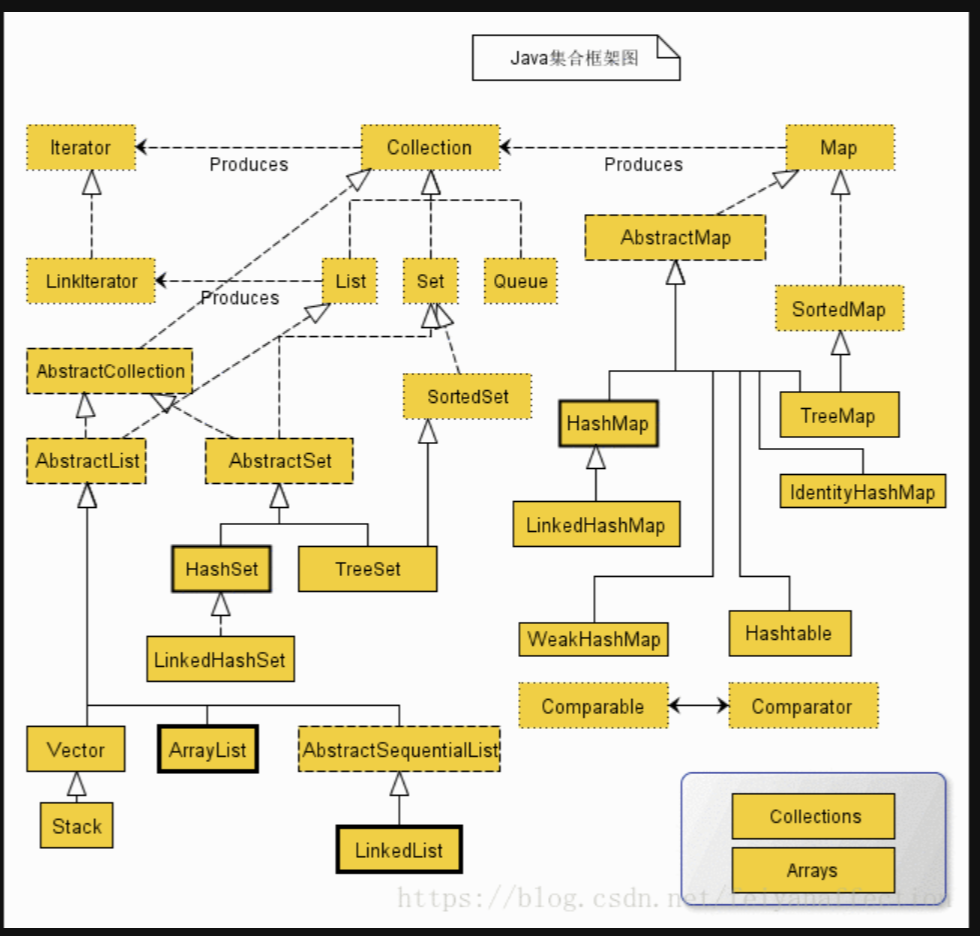 Java集合框架图
Iterator
Collection
Map
Produces
Produces
AbstractMap
LinkIterator
List
Set
Queue
Produces
SortedMap
AbstractCollection
SortedSet
HashMap
TreeMap
AbstractList
AbstractSet
IdentityHashMap
LinkedHashMap
HashSet
TreeSet
WeakHashMap
Hashtable
LinkedHashSet
Comparable
Comparator
Vector
ArrayList
AbstractSequentialList
Stack
Collections
LinkedList
Arrays
https://blog.csdn.net/feiyanaffection